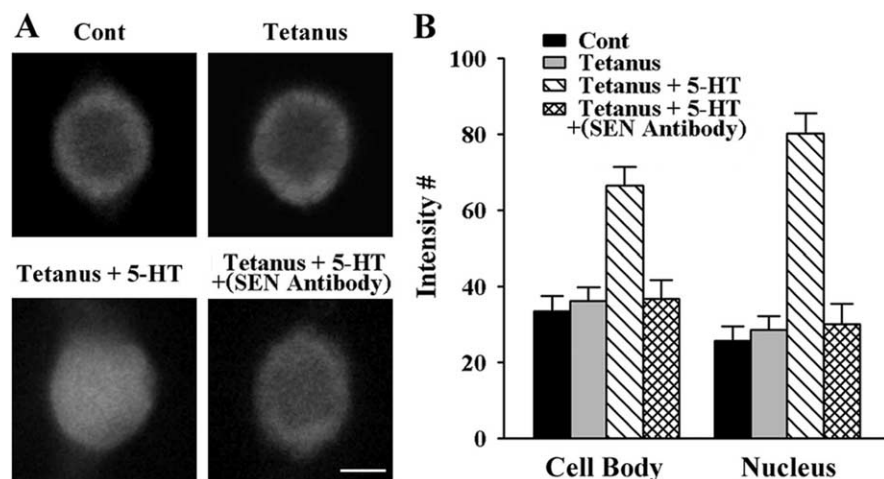 A
Cont
Tetanus
Tetanus + 5-HT
Tetanus + 5-HT
+(SEN Antibody)
B
Cont
Tetanus
Tetanus + 5-HT
Tetanus + 5-HT
+(SEN Antibody)
Intensity #
100
80
60
40
20
0
Cell Body
Nucleus